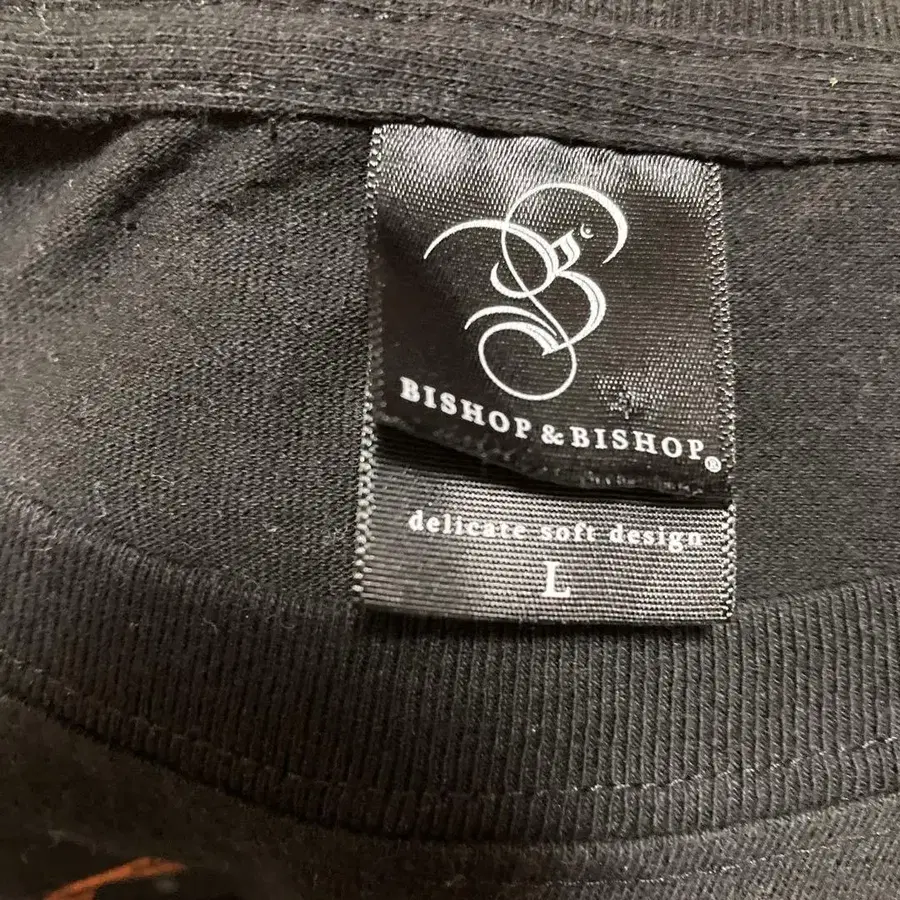 B
BISHOP & BISHOP®
delicate soft design
L